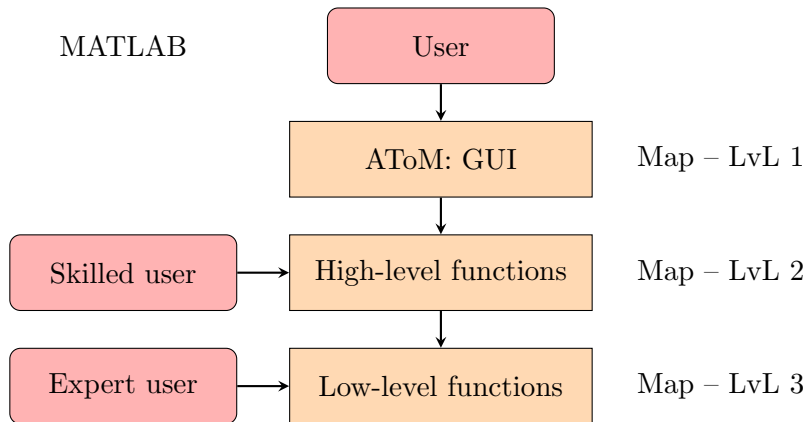 MATLAB
User
AToM: GUI
Map – LvL 1
Skilled user
High-level functions
Map – LvL 2
Expert user
Low-level functions
Map – LvL 3